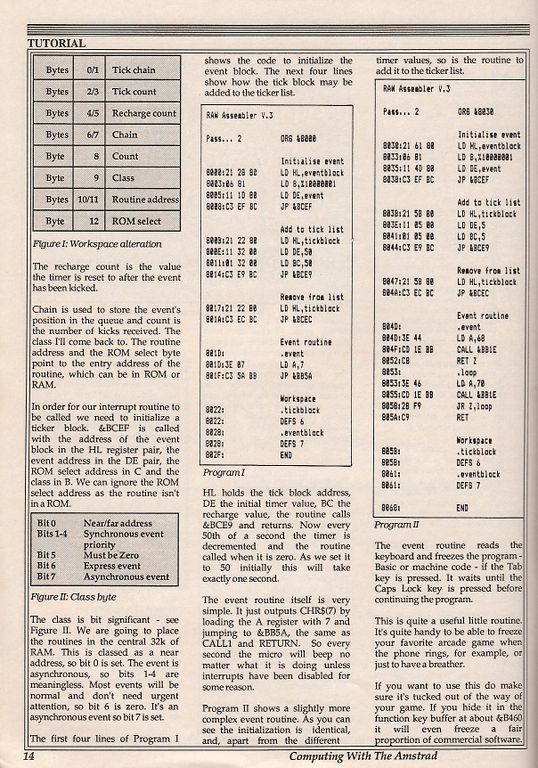 TUTORIAL
Bytes 0/1 Tick chain
Bytes 2/3 Tick count
Bytes 4/5 Recharge count
Bytes 6/7 Chain
Byte 8 Count
Byte 9 Class
Bytes 10/11 Routine address
Byte 12 ROM select
Figure I: Workspace alteration
The recharge count is the value
the timer is reset to after the event
has been kicked.
Chain is used to store the event's
position in the queue and count is
the number of kicks received. The
class I'll come back to. The routine
address and the ROM select byte
point to the entry address of the
routine, which can be in ROM or
RAM.
In order for our interrupt routine to
be called we need to initialize a
ticker block. &BCEF is called
with the address of the event
block in the HL register pair, the
event address in the DE pair, the
ROM select address in C and the
class in B. We can ignore the ROM
select address as the routine isn't
in a ROM.
Bit 0 Near/far address
Bits 1-4 Synchronous event
priority
Bit 5 Must be Zero
Bit 6 Express event
Bit 7 Asynchronous event
Figure II: Class byte
The class is bit significant - see
Figure II. We are going to place
the routines in the central 32k of
RAM. This is classed as a near
address, so bit 0 is set. The event is
asynchronous, so bits 1-4 are
meaningless. Most events will be
normal and don't need urgent
attention, so bit 6 is zero. It's an
asynchronous event so bit 7 is set.
The first four lines of Program I
shows the code to initialize the
event block. The next four lines
show how the tick block may be
added to the ticker list.
RAM Assembler V.3
Pass... 2 ORG &8000
Initialise event
8000:21 28 80 LD HL,eventblock
8003:06 81 LD B,%10000001
8005:11 1D 80 LD DE,event
8008:C3 EF BC JP &BCEF
Add to tick list
800B:21 22 80 LD HL,tickblock
800E:11 32 00 LD DE,50
8011:01 32 00 LD BC,50
8014:C3 E9 BC JP &BCE9
Remove from list
8017:21 22 80 LD HL,tickblock
801A:C3 EC BC JP &BCEC
Event routine
801D: .event
801D:3E 07 LD A,7
801F:C3 5A BB JP &BB5A
Workspace
8022: .tickblock
8022: DEFS 6
8028: .eventblock
8028: DEFS 7
802F: END
Program I
HL holds the tick block address,
DE the initial timer value, BC the
recharge value, the routine calls
&BCE9 and returns. Now every
50th of a second the timer is
decremented and the routine
called when it is zero. As we set it
to 50 initially this will take
exactly one second.
The event routine itself is very
simple. It just outputs CHR$(7) by
loading the A register with 7 and
jumping to &BB5A, the same as
CALL1 and RETURN. So every
second the micro will beep no
matter what it is doing unless
interrupts have been disabled for
some reason.
Program II shows a slightly more
complex event routine. As you can
see the initialization is identical,
and, apart from the different
timer values, so is the routine to
add it to the ticker list.
RAM Assembler V.3
Pass... 2 ORG &8030
Initialise event
8030:21 61 80 LD HL,eventblock
8033:06 81 LD B,%10000001
8035:11 4D 80 LD DE,event
8038:C3 EF BC JP &BCEF
Add to tick list
803B:21 5B 80 LD HL,tickblock
803E:11 05 00 LD DE,5
8041:01 05 00 LD BC,5
8044:C3 E9 BC JP &BCE9
Remove from list
8047:21 5B 80 LD HL,tickblock
804A:C3 EC BC JP &BCEC
Event routine
804D: .event
804D:3E 44 LD A,68
804F:CD 1E BB CALL &BB1E
8052:C8 RET Z
8053: .loop
8053:3E 46 LD A,70
8055:CD 1E BB CALL &BB1E
8058:28 F9 JR Z,loop
805A:C9 RET
Workspace
805B: .tickblock
805B: DEFS 6
8061: .eventblock
8061: DEFS 7
8068: END
Program II
The event routine reads the
keyboard and freezes the program -
Basic or machine code - if the Tab
key is pressed. It waits until the
Caps Lock key is pressed before
continuing the program.
This is quite a useful little routine.
It's quite handy to be able to freeze
your favorite arcade game when
the phone rings, for example, or
just to have a breather.
If you want to use this do make
sure it's tucked out of the way of
your game. If you hide it in the
function key buffer at about &B460
it will even freeze a fair
proportion of commercial software.
14 Computing With The Amstrad